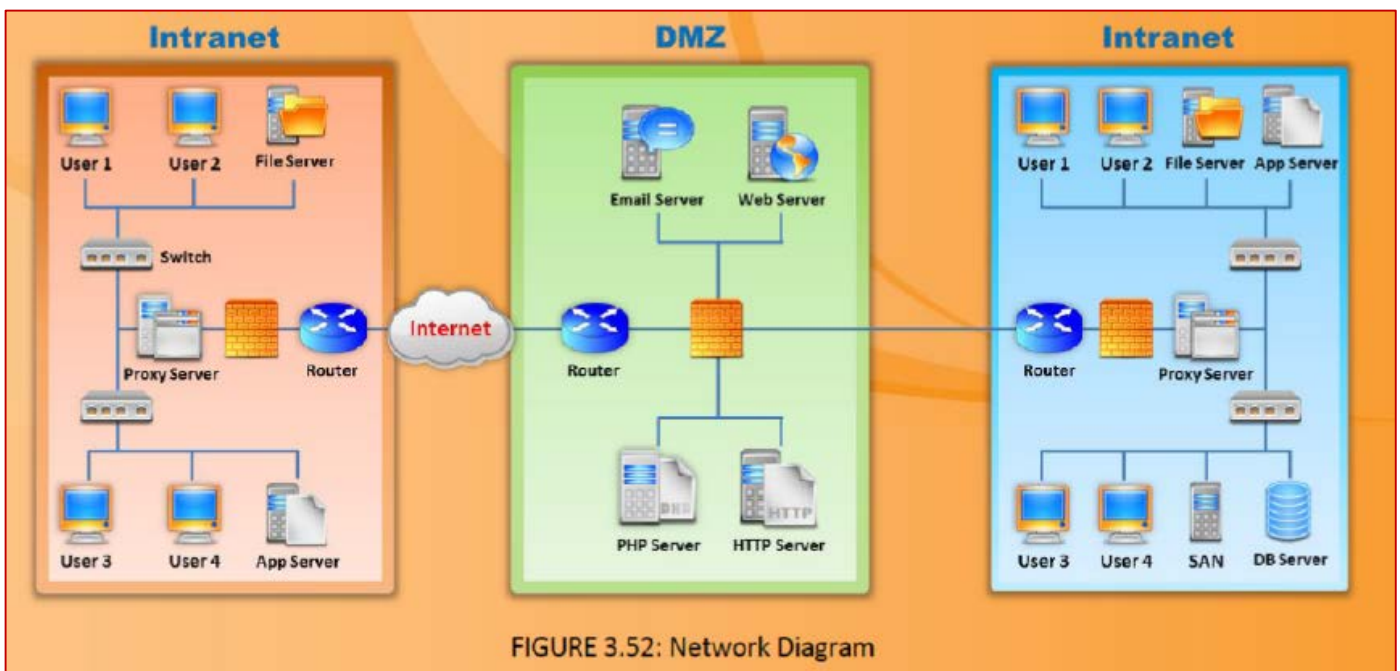 Intranet
DMZ
Intranet
User 1
User 2
File Server
Switch
Proxy Server
Router
User 3
User 4
App Server
Internet
Email Server
Web Server
Router
PHP Server
HTTP
HTTP Server
User 1
User 2
File Server
App Server
Router
Proxy Server
User 3
User 4
SAN
DB Server
FIGURE 3.52: Network Diagram